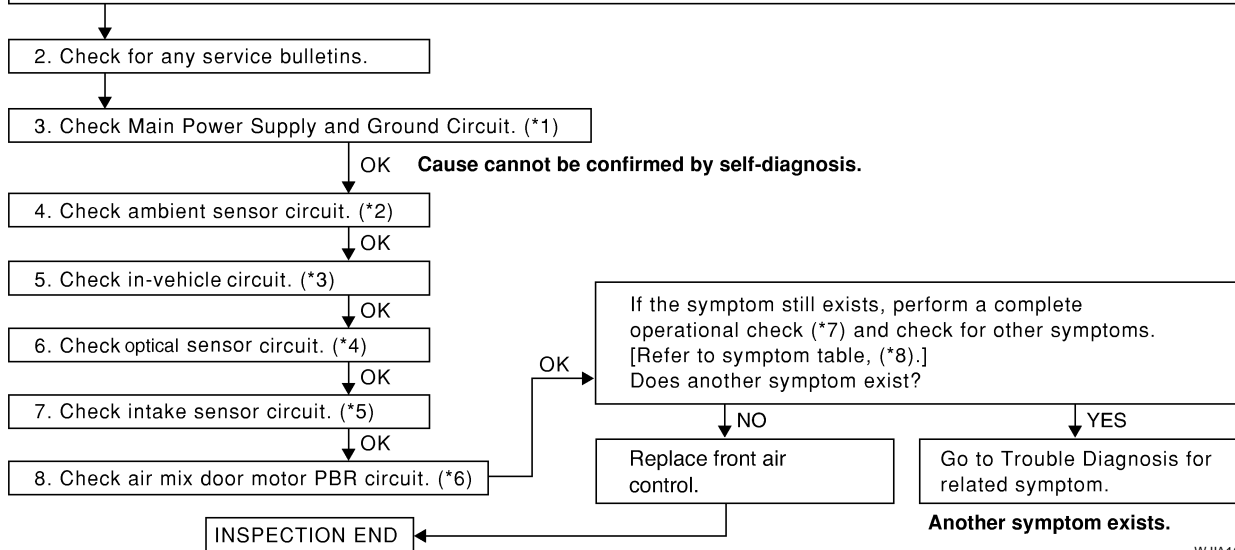 2. Check for any service bulletins.
3. Check Main Power Supply and Ground Circuit. (*1)
OK
Cause cannot be confirmed by self-diagnosis.
4. Check ambient sensor circuit. (*2)
OK
5. Check in-vehicle circuit. (*3)
OK
6. Check optical sensor circuit. (*4)
OK
7. Check intake sensor circuit. (*5)
OK
8. Check air mix door motor PBR circuit. (*6)
OK
If the symptom still exists, perform a complete
operational check (*7) and check for other symptoms.
[Refer to symptom table, (*8).]
Does another symptom exist?
NO
YES
Replace front air
control.
Go to Trouble Diagnosis for
related symptom.
Another symptom exists.
INSPECTION END